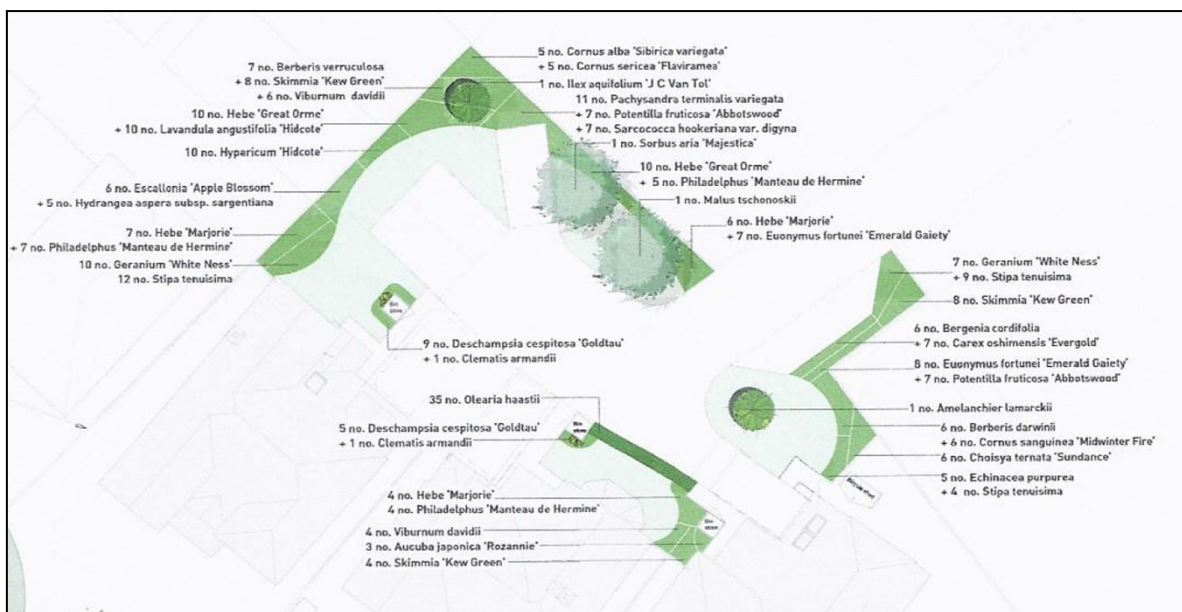 7 no. Berberis verruculosa
+ 8 no. Skimmia 'Kew Green'
+ 6 no. Viburnum davidii
10 no. Hebe 'Great Orme'
+ 10 no. Lavandula angustifolia 'Hidcote'
10 no. Hypericum 'Hidcote'
6 no. Escallonia 'Apple Blossom'
+ 5 no. Hydrangea aspera subsp. sargentiana
7 no. Hebe 'Marjorie'
+ 7 no. Philadelphus 'Manteau de Hermine'
10 no. Geranium 'White Ness'
12 no. Stipa tenuisima
5 no. Cornus alba 'Sibirica variegata'
+ 5 no. Cornus sericea 'Flaviramea'
1 no. Ilex aquifolium 'J C Van Tol'
11 no. Pachysandra terminalis variegata
+ 7 no. Potentilla fruticosa 'Abbotswood'
+ 7 no. Sarcococca hookeriana var. digyna
1 no. Sorbus aria 'Majestica'
10 no. Hebe 'Great Orme'
+ 5 no. Philadelphus 'Manteau de Hermine'
1 no. Malus tschonoskii
6 no. Hebe 'Marjorie'
+ 7 no. Euonymus fortunei 'Emerald Gaiety'
7 no. Geranium 'White Ness'
+ 9 no. Stipa tenuisima
8 no. Skimmia 'Kew Green'
6 no. Bergenia cordifolia
+ 7 no. Carex oshimensis 'Evergold'
8 no. Euonymus fortunei 'Emerald Gaiety'
+ 7 no. Potentilla fruticosa 'Abbotswood'
1 no. Amelanchier lamarckii
6 no. Berberis darwinii
+ 6 no. Cornus sanguinea 'Midwinter Fire'
6 no. Choisya ternata 'Sundance'
5 no. Echinacea purpurea
+ 4 no. Stipa tenuisima
Bin
store
9 no. Deschampsia cespitosa 'Goldtau'
+ 1 no. Clematis armandii
35 no. Olearia haastii
Bin
store
5 no. Deschampsia cespitosa 'Goldtau'
+ 1 no. Clematis armandii
Bicycle shed
4 no. Hebe 'Marjorie'
4 no. Philadelphus 'Manteau de Hermine'
Bin
store
4 no. Viburnum davidii
3 no. Aucuba japonica 'Rozannie'
4 no. Skimmia 'Kew Green'